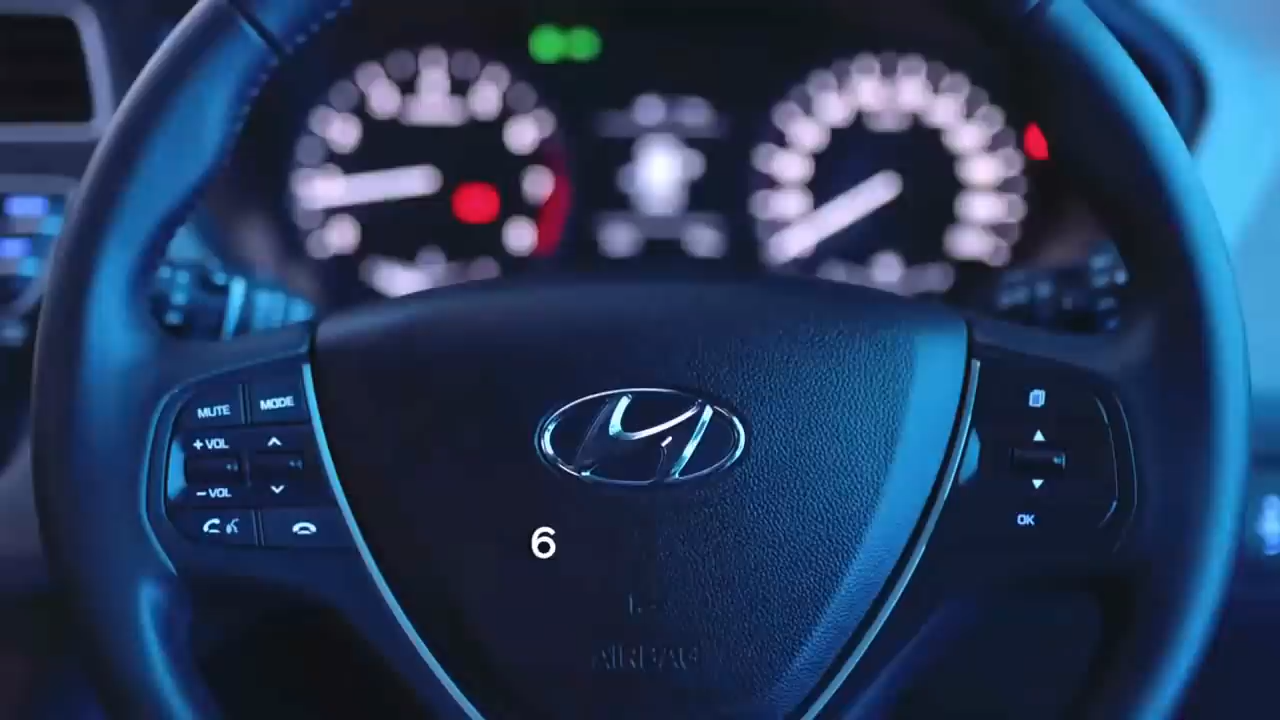 MUTE MODE
+ VOL
- VOL
OK
6
AIRBAG